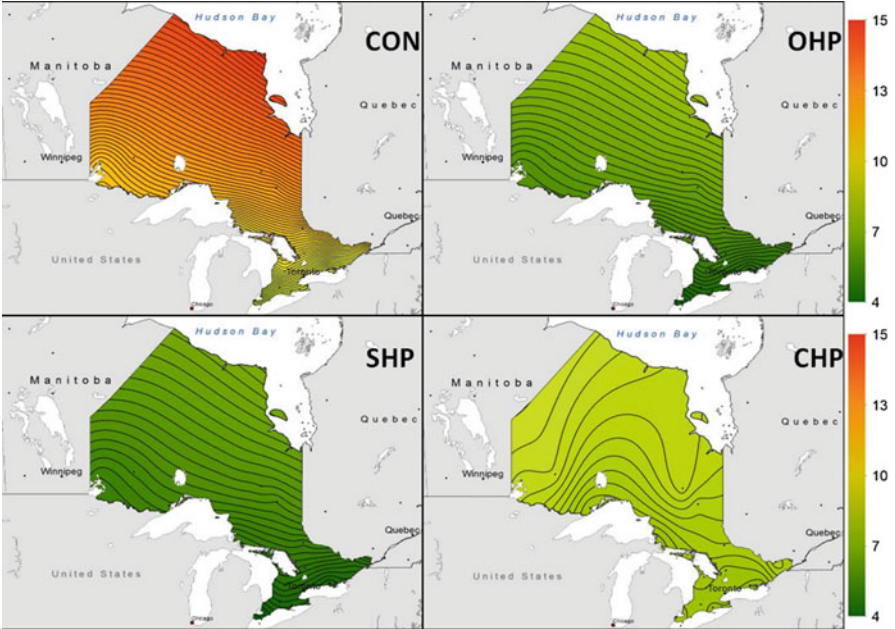 Hudson Bay
CON
Manitoba
Quebec
Winnipeg
Quebec
United States
Toronto
Chicago
Hudson Bay
OHP
Manitoba
Quebec
Winnipeg
Quebec
United States
Toronto
Chicago
15
13
10
7
4
Hudson Bay
SHP
Manitoba
Quebec
Winnipeg
Quebec
United States
Toronto
Chicago
Hudson Bay
CHP
Manitoba
Quebec
Winnipeg
Quebec
United States
Toronto
Chicago
15
13
10
7
4